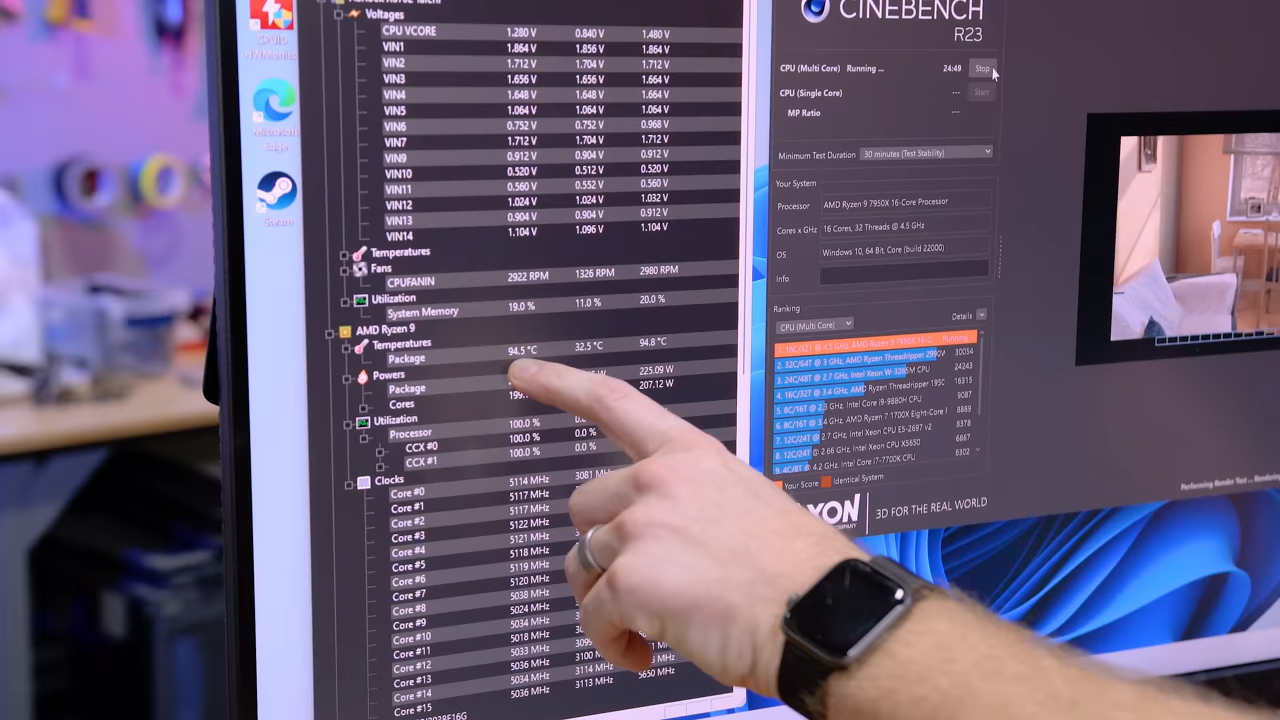 Voltages
CPU VCORE 1.280 V 0.840 V 1.480 V
VIN1 1.864 V 1.856 V 1.864 V
VIN2 1.712 V 1.704 V 1.712 V
VIN3 1.656 V 1.656 V 1.664 V
VIN4 1.648 V 1.648 V 1.664 V
VIN5 1.064 V 1.064 V 1.064 V
VIN6 0.752 V 0.752 V 0.968 V
VIN7 1.712 V 1.704 V 1.712 V
VIN9 0.912 V 0.904 V 0.912 V
VIN10 0.520 V 0.512 V 0.520 V
VIN11 0.560 V 0.552 V 0.560 V
VIN12 1.024 V 1.024 V 1.032 V
VIN13 0.904 V 0.904 V 0.912 V
VIN14 1.104 V 1.096 V 1.104 V
Temperatures
Fans
CPUFANIN 2922 RPM 1326 RPM 2980 RPM
Utilization
System Memory 19.0 % 11.0 % 20.0 %
AMD Ryzen 9
Temperatures
Package 94.5 °C 32.5 °C 94.8 °C
Powers
Package 225.09 W
Cores 207.12 W
Utilization
Processor 100.0 %
CCX #0 100.0 % 0.0 %
CCX #1 100.0 % 0.0 %
Clocks
Core #0 5114 MHz 3081 MHz
Core #1 5117 MHz
Core #2 5117 MHz
Core #3 5122 MHz
Core #4 5121 MHz
Core #5 5118 MHz
Core #6 5119 MHz
Core #7 5120 MHz
Core #8 5038 MHz
Core #9 5024 MHz
Core #10 5034 MHz
Core #11 5018 MHz
Core #12 5033 MHz
Core #13 5036 MHz 3100 M
Core #14 5034 MHz 3114 MHz
Core #15 5036 MHz 3113 MHz 5650 MHz
Microsoft
Edge
Steam
CINEBENCH
R23
CPU (Multi Core) Running ... 24:49 Stop
CPU (Single Core) --- Start
MP Ratio ---
Minimum Test Duration 30 minutes (Test Stability)
Your System
Processor AMD Ryzen 9 7950X 16-Core Processor
Cores x GHz 16 Cores, 32 Threads @ 4.5 GHz
OS Windows 10, 64 Bit, Core (build 22000)
Info
Ranking
CPU (Multi Core) Details
1. 16C/32T @ 4.5 GHz, AMD Ryzen 9 7950X 16-C Running...
2. 32C/64T @ 3 GHz, AMD Ryzen Threadripper 2990W 30054
3. 24C/48T @ 2.7 GHz, Intel Xeon W-3265M CPU 24243
4. 16C/32T @ 3.4 GHz, AMD Ryzen Threadripper 195C 16315
5. 8C/16T @ 2.3 GHz, Intel Core i9-9880H CPU 9087
6. 8C/16T @ 3.4 GHz, AMD Ryzen 7 1700X Eight-Core 8889
7. 12C/24T @ 2.7 GHz, Intel Xeon CPU E5-2697 v2 8378
8. 12C/24T @ 2.66 GHz, Intel Xeon CPU X5650 6867
9. 4C/8T @ 4.2 GHz, Intel Core i7-7700K CPU 6302
Your Score Identical System
XON 3D FOR THE REAL WORLD
COMPANY